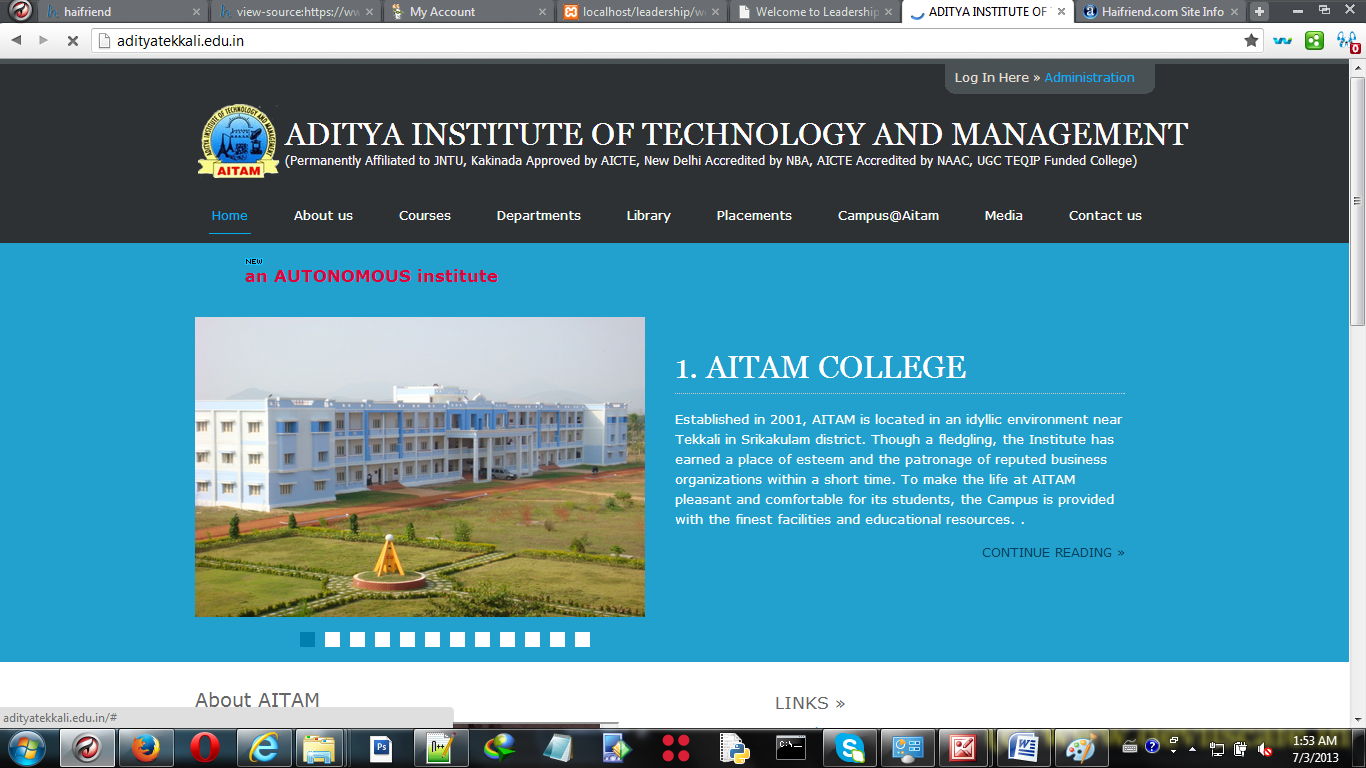 haifriend
view-source:https://ww
My Account
localhost/leadership/w
Welcome to Leadership
ADITYA INSTITUTE OF
Haifriend.com Site Info
adityatekkali.edu.in
0
Log In Here » Administration
ADITYA INSTITUTE OF TECHNOLOGY AND MANAGEMENT
(Permanently Affiliated to JNTU, Kakinada Approved by AICTE, New Delhi Accredited by NBA, AICTE Accredited by NAAC, UGC TEQIP Funded College)
AITAM
Home
About us
Courses
Departments
Library
Placements
Campus@Aitam
Media
Contact us
NEW
an AUTONOMOUS institute
1. AITAM COLLEGE
Established in 2001, AITAM is located in an idyllic environment near
Tekkali in Srikakulam district. Though a fledgling, the Institute has
earned a place of esteem and the patronage of reputed business
organizations within a short time. To make the life at AITAM
pleasant and comfortable for its students, the Campus is provided
with the finest facilities and educational resources. .
CONTINUE READING »
About AITAM
LINKS »
adityatekkali.edu.in/#
Ps
C:\_
1:53 AM
7/3/2013